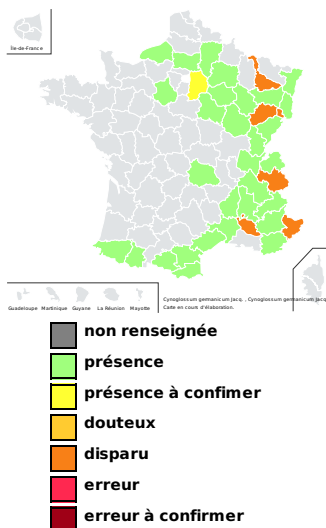 Île-de-France
Guadeloupe Martinique Guyane La Réunion Mayotte
Cynoglossum germanicum Jacq. , Cynoglossum germanicum Jacq
Carte en cours d'élaboration.
non renseignée
présence
présence à confimer
douteux
disparu
erreur
erreur à confirmer